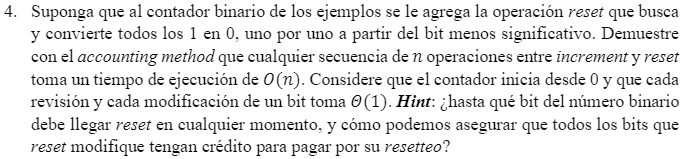 4. Suponga que al contador binario de los ejemplos se le agrega la operación reset que busca
y convierte todos los 1 en 0, uno por uno a partir del bit menos significativo. Demuestre
con el accounting method que cualquier secuencia de n operaciones entre increment y reset
toma un tiempo de ejecución de O(n). Considere que el contador inicia desde 0 y que cada
revisión y cada modificación de un bit toma Θ(1). Hint: ¿hasta qué bit del número binario
debe llegar reset en cualquier momento, y cómo podemos asegurar que todos los bits que
reset modifique tengan crédito para pagar por su resetteo?